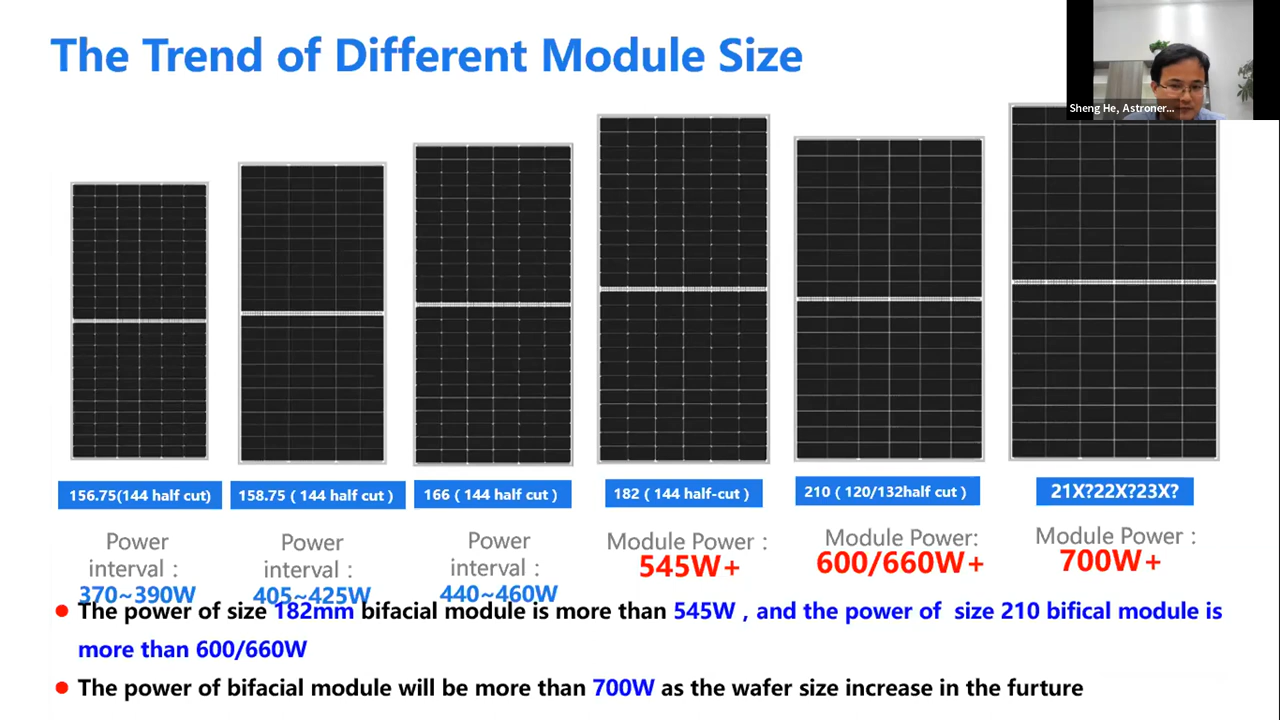 The Trend of Different Module Size
Sheng He, Astroner...
156.75(144 half cut)
158.75 ( 144 half cut )
166 ( 144 half cut )
182 ( 144 half-cut )
210 ( 120/132half cut )
21X?22X?23X?
Power
interval :
370~390W
Power
interval :
405~425W
Power
interval :
440~460W
Module Power :
545W+
Module Power:
600/660W+
Module Power :
700W+
• The power of size 182mm bifacial module is more than 545W , and the power of size 210 bifical module is
more than 600/660W
• The power of bifacial module will be more than 700W as the wafer size increase in the furture